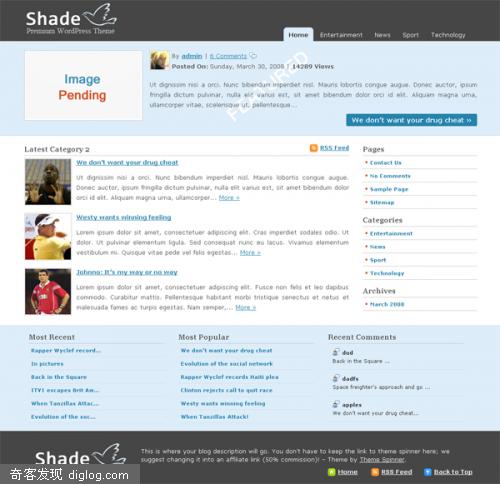 Shade
Premium WordPress Theme
Home Entertainment News Sport Technology
Image
Pending
By admin | 6 Comments
Posted On: Sunday, March 30, 2008 | 14289 Views
FEATURED
Ut dignissim nisi a orci. Nunc bibendum imperdiet nisl. Mauris lobortis congue augue. Donec auctor, ipsum
fringilla dictum pulvinar, nulla elit varius est, sit amet bibendum dolor orci id elit. Aliquam magna urna,
ullamcorper vitae, scelerisque ut, pellentesque...
We don't want your drug cheat »
Latest Category 2
RSS Feed
We don't want your drug cheat
Ut dignissim nisi a orci. Nunc bibendum imperdiet nisl. Mauris lobortis congue augue. Donec
auctor, ipsum fringilla dictum pulvinar, nulla elit varius est, sit amet bibendum dolor orci id
elit. Aliquam magna urna, ullamcorper... More »
Westy wants winning feeling
Lorem ipsum dolor sit amet, consectetuer adipiscing elit. Cras imperdiet sodales odio. Ut
dolor. Ut pulvinar elementum ligula. Sed consequat nunc eu lacus. Vivamus elementum
vestibulum mi. Quisque vitae pede vel felis egestas... More »
Johnno: It's my way or no way
Lorem ipsum dolor sit amet, consectetuer adipiscing elit. Fusce non felis et leo dapibus
commodo. Curabitur mattis. Pellentesque habitant morbi tristique senectus et netus et
malesuada fames ac turpis egestas. Nam semper,... More »
Pages
Contact Us
No Comments
Sample Page
Sitemap
Categories
Entertainment
News
Sport
Technology
Archives
March 2008
Most Recent
Rapper Wyclef record...
In pictures
Back in the Square
ITV1 escapes Brit Am...
When Tanzillas Attac...
Evolution of the soc...
Most Popular
We don't want your drug cheat
Evolution of the social network
Rapper Wyclef records Haiti plea
Clinton rejects call to quit race
Westy wants winning feeling
When Tanzillas Attack!
Recent Comments
dud
Back in the Square ...
dadfs
Space freighter's approach and go ...
apples
We don't want your drug cheat...
Shade
This is where your blog description will go. You don't have to keep the link to theme spinner here; we
suggest changing it into an affiliate link (50% commission)! – Theme by Theme Spinner.
Home RSS Feed Back to Top
奇客发现 diglog.com